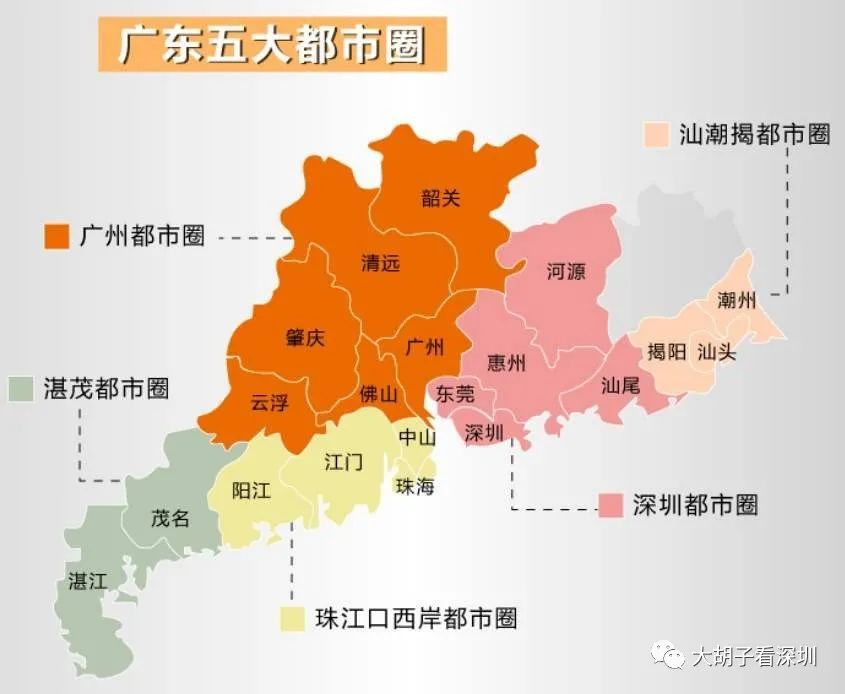 广东五大都市圈
汕潮揭都市圈
韶关
广州都市圈
清远
河源
潮州
肇庆
广州
揭阳
汕头
惠州
湛茂都市圈
云浮
佛山
东莞
汕尾
中山
深圳
江门
阳江
珠海
深圳都市圈
茂名
湛江
珠江口西岸都市圈
大胡子看深圳